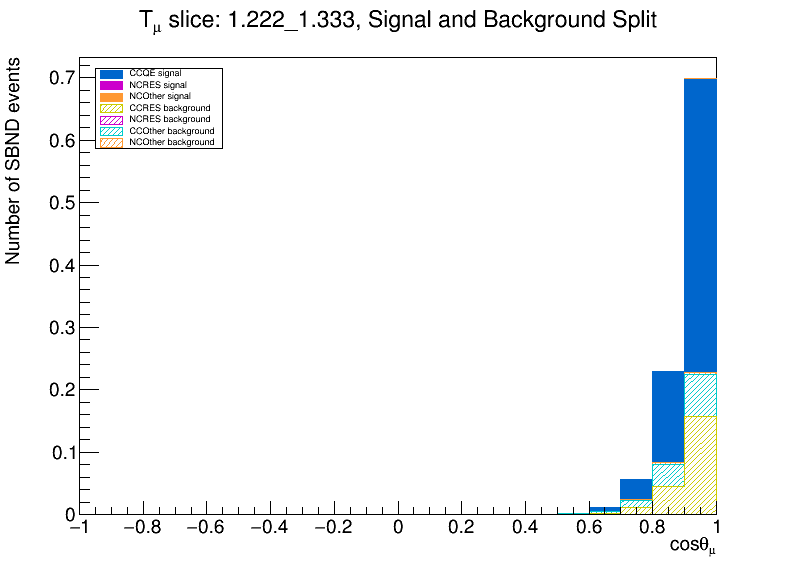 Tμ slice: 1.222_1.333, Signal and Background Split
Number of SBND events
CCQE signal
NCRES signal
NCOther signal
CCRES background
NCRES background
CCOther background
NCOther background
0.7
0.6
0.5
0.4
0.3
0.2
0.1
0
−1 −0.8 −0.6 −0.4 −0.2 0 0.2 0.4 0.6 0.8 1
cosθμ